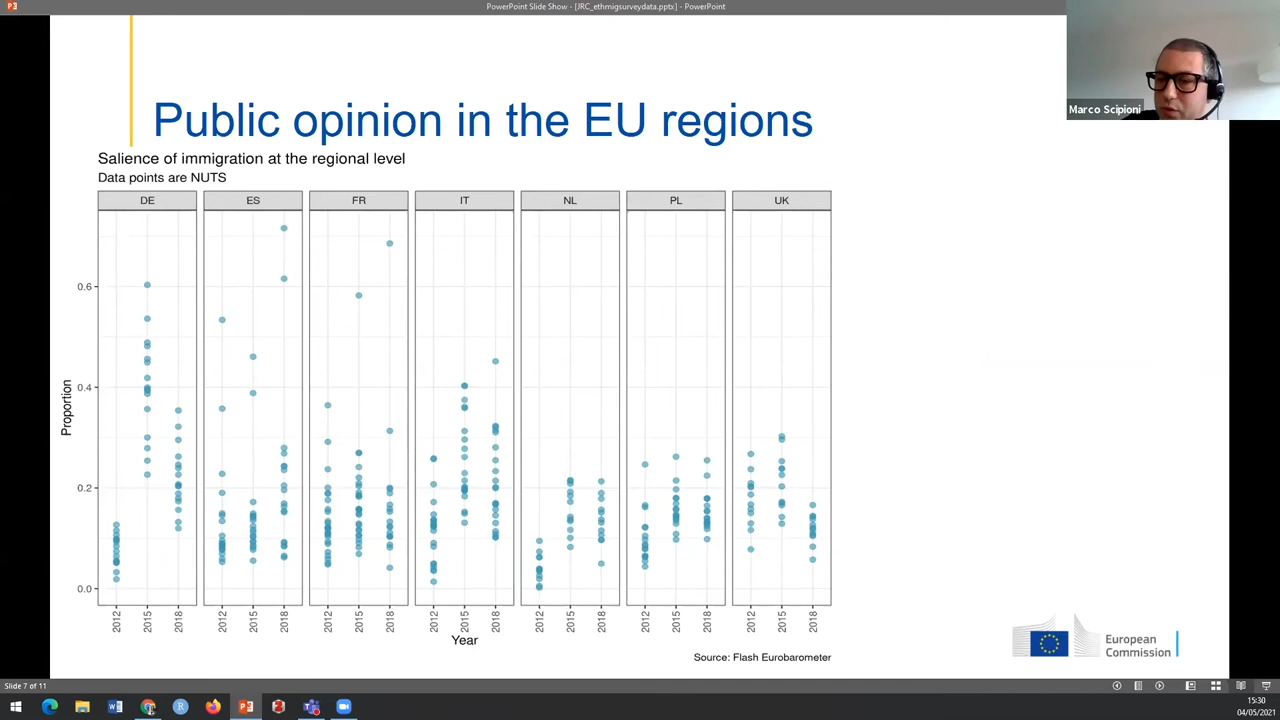 PowerPoint Slide Show - [JRC_ethmigsurveydata.pptx] - PowerPoint
Marco Scipioni
Public opinion in the EU regions
Salience of immigration at the regional level
Data points are NUTS
DE ES FR IT NL PL UK
0.6
0.4
0.2
0.0
Proportion
2012 2015 2018 2012 2015 2018 2012 2015 2018 2012 2015 2018 2012 2015 2018 2012 2015 2018 2012 2015 2018
Year
Source: Flash Eurobarometer
European
Commission
Slide 7 of 11
15:30
04/05/2021